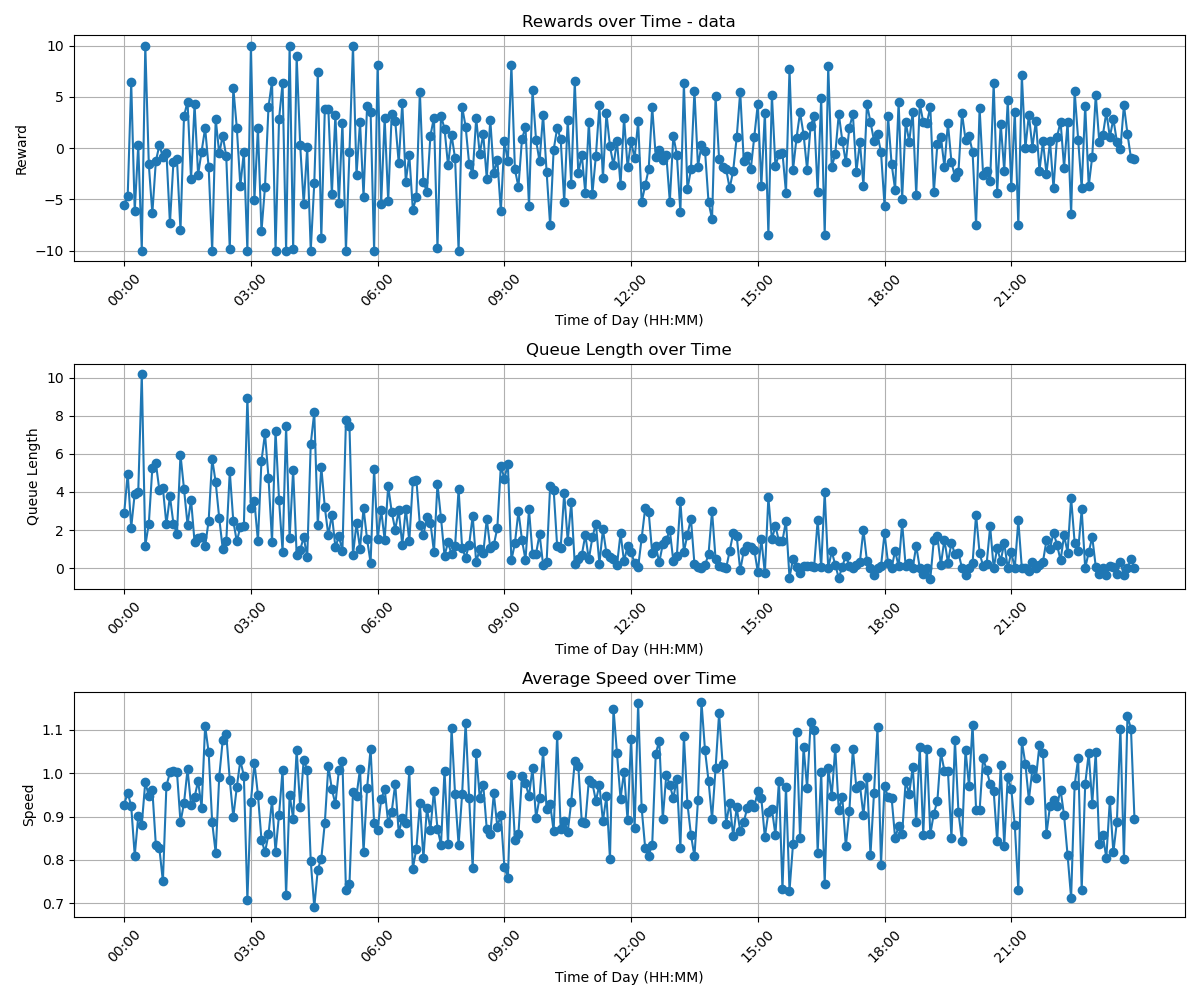 Rewards over Time - data
Reward
10
5
0
−5
−10
00:00 03:00 06:00 09:00 12:00 15:00 18:00 21:00
Time of Day (HH:MM)
Queue Length over Time
Queue Length
10
8
6
4
2
0
00:00 03:00 06:00 09:00 12:00 15:00 18:00 21:00
Time of Day (HH:MM)
Average Speed over Time
Speed
1.1
1.0
0.9
0.8
0.7
00:00 03:00 06:00 09:00 12:00 15:00 18:00 21:00
Time of Day (HH:MM)